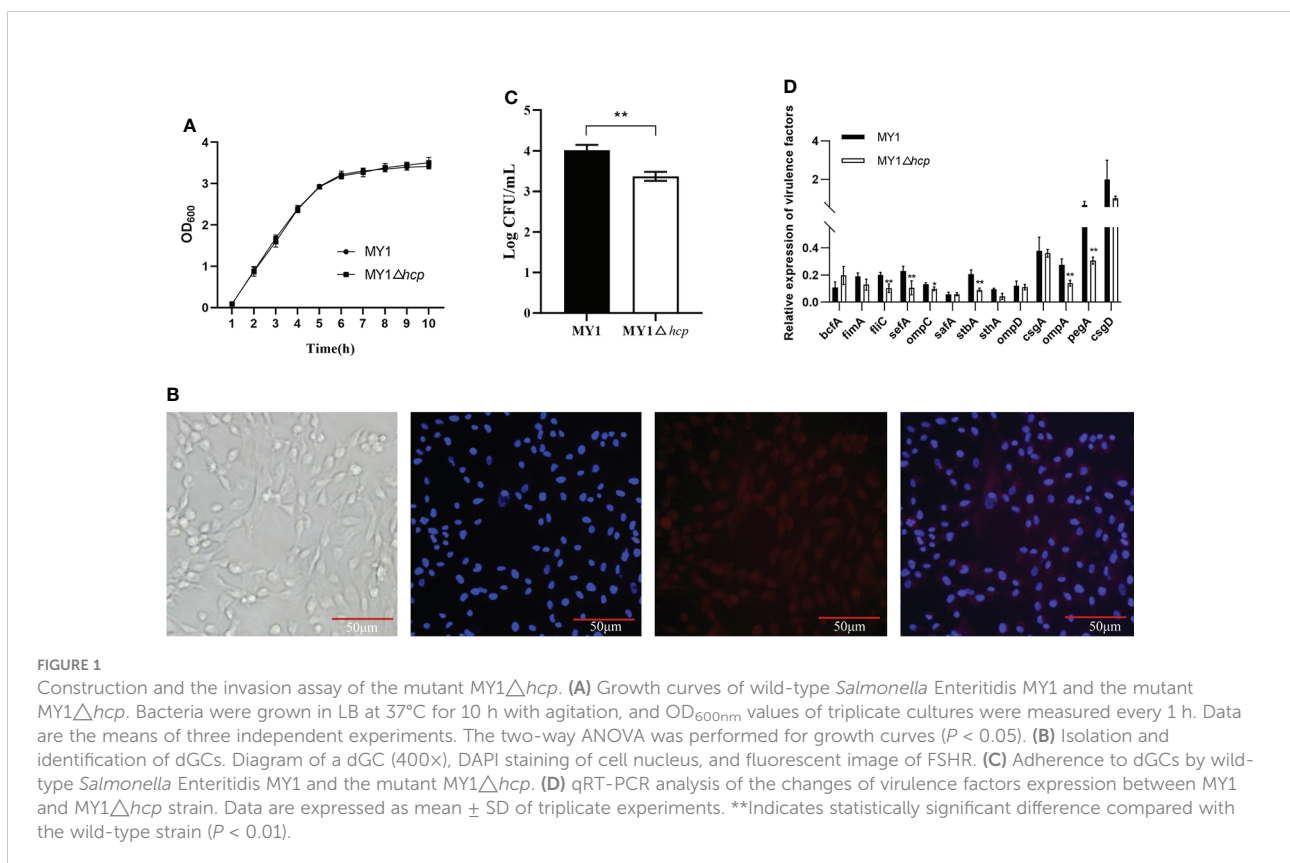 A
OD600
4
3
2
1
0
1 2 3 4 5 6 7 8 9 10
Time(h)
MY1
MY1△hcp
C
Log CFU/mL
5
4
3
2
1
0
**
MY1 MY1△hcp
D
Relative expression of virulence factors
4
2
0.4
0.2
0.0
MY1
MY1△hcp
** ** * ** ** **
bcfA fimA fliC sefA ompC safA stbA sthA ompD csgA ompA pegA csgD
B
50μm 50μm 50μm 50μm
FIGURE 1
Construction and the invasion assay of the mutant MY1△hcp. (A) Growth curves of wild-type Salmonella Enteritidis MY1 and the mutant
MY1△hcp. Bacteria were grown in LB at 37°C for 10 h with agitation, and OD600nm values of triplicate cultures were measured every 1 h. Data
are the means of three independent experiments. The two-way ANOVA was performed for growth curves (P < 0.05). (B) Isolation and
identification of dGCs. Diagram of a dGC (400×), DAPI staining of cell nucleus, and fluorescent image of FSHR. (C) Adherence to dGCs by wild-
type Salmonella Enteritidis MY1 and the mutant MY1△hcp. (D) qRT-PCR analysis of the changes of virulence factors expression between MY1
and MY1△hcp strain. Data are expressed as mean ± SD of triplicate experiments. **Indicates statistically significant difference compared with
the wild-type strain (P < 0.01).